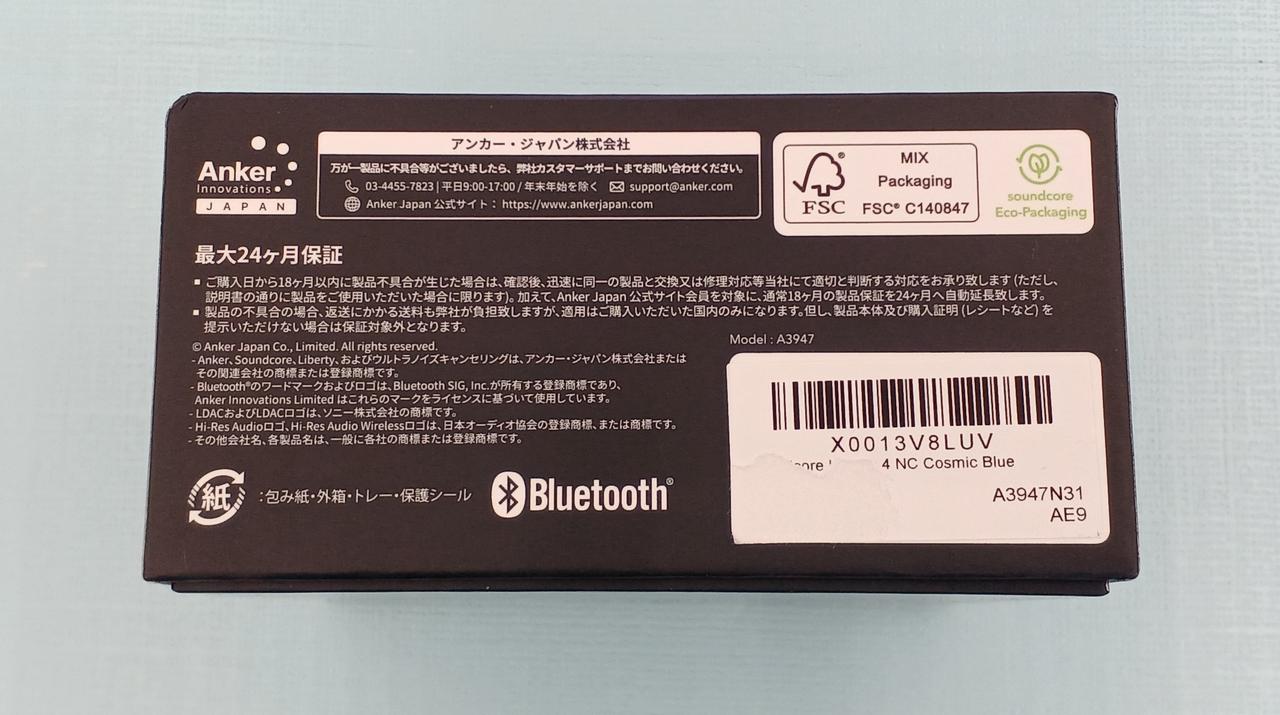 Anker
Innovations
JAPAN
アンカー・ジャパン株式会社
万が一製品に不具合等がございましたら、弊社カスタマーサポートまでお問い合わせください。
03-4455-7823 | 平日9:00-17:00 / 年末年始を除く support@anker.com
Anker Japan 公式サイト： https://www.ankerjapan.com
FSC®
MIX
Packaging
FSC® C140847
soundcore
Eco-Packaging
最大24ヶ月保証
▪ ご購入日から18ヶ月以内に製品不具合が生じた場合は、確認後、迅速に同一の製品と交換又は修理対応等当社にて適切と判断する対応をお承り致します (ただし、
説明書の通りに製品をご使用いただいた場合に限ります)。加えて、Anker Japan 公式サイト会員を対象に、通常18ヶ月の製品保証を24ヶ月へ自動延長致します。
▪ 製品の不具合の場合、返送にかかる送料も弊社が負担致しますが、適用はご購入いただいた国内のみになります。但し、製品本体及び購入証明 (レシートなど) を
提示いただけない場合は保証対象外となります。
© Anker Japan Co., Limited. All rights reserved.
- Anker、Soundcore、Liberty、およびウルトラノイズキャンセリングは、アンカー・ジャパン株式会社または
その関連会社の商標または登録商標です。
- Bluetooth®のワードマークおよびロゴは、Bluetooth SIG, Inc.が所有する登録商標であり、
Anker Innovations Limited はこれらのマークをライセンスに基づいて使用しています。
- LDACおよびLDACロゴは、ソニー株式会社の商標です。
- Hi-Res Audioロゴ、Hi-Res Audio Wirelessロゴは、日本オーディオ協会の登録商標、または商標です。
- その他会社名、各製品名は、一般に各社の商標または登録商標です。
紙 ：包み紙・外箱・トレー・保護シール
Bluetooth®
Model : A3947
X0013V8LUV
4 NC Cosmic Blue
A3947N31
AE9